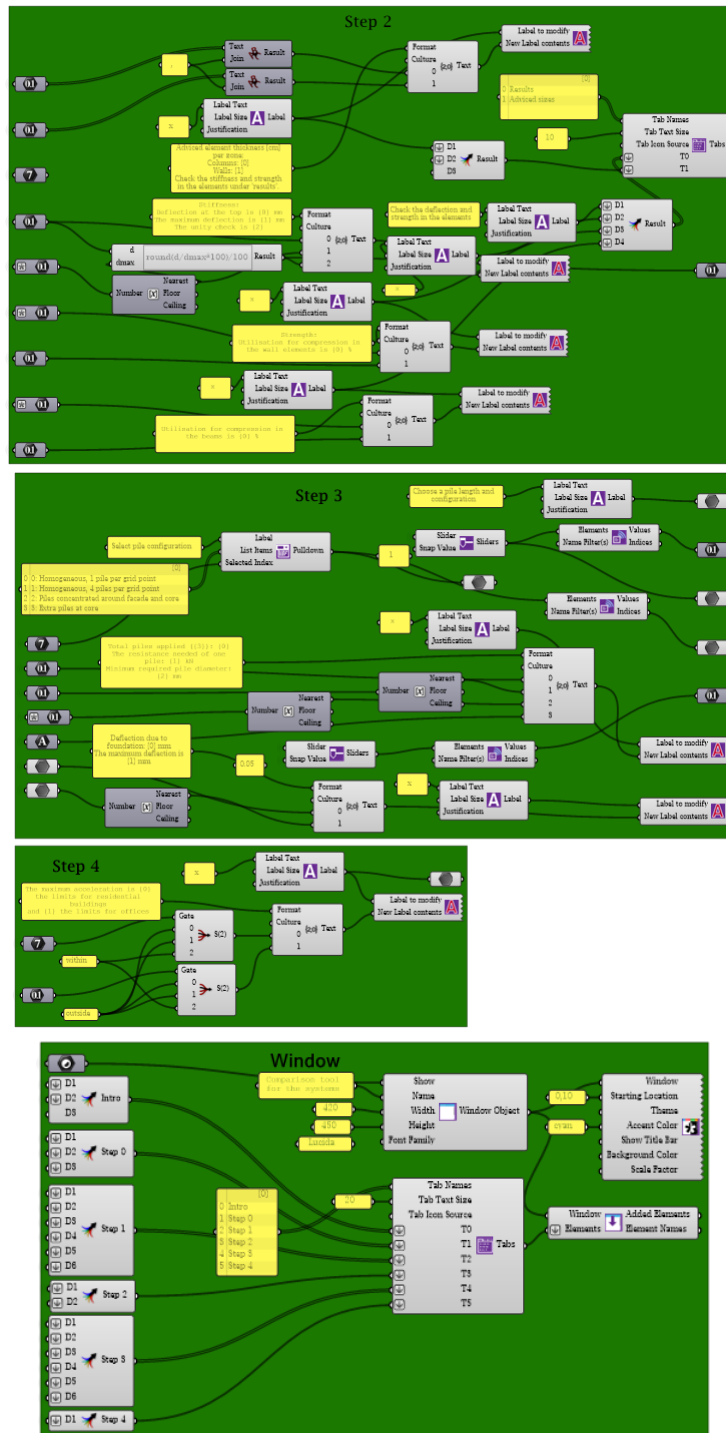 Step 2
Text
Join
Result
Text
Join
Result
Format
Culture
0
1
Text
Label to modify
New Label contents
Label Text
Label Size
Justification
Label
[0]
0 Results
1 Adviced sizes
Adviced element thickness [cm]
per zone:
Columns: {0}
Walls: {1}
Check the stiffness and strength
in the elements under 'results'.
D1
D2
D3
Result
10
Tab Names
Tab Text Size
Tab Icon Source
T0
T1
Tabs
Stiffness:
Deflection at the top is {0} mm
The maximum deflection is {1} mm
The unity check is {2}
d
dmax
round(d/dmax*100)/100
Result
Format
Culture
0
1
2
Text
Check the deflection and
strength in the elements
Label Text
Label Size
Justification
Label
D1
D2
D3
D4
Result
Number
Nearest
Floor
Ceiling
Label Text
Label Size
Justification
Label
Label to modify
New Label contents
Label Text
Label Size
Justification
Label
Strength:
Utilisation for compression in
the wall elements is {0} %
Format
Culture
0
1
Text
Label to modify
New Label contents
Label Text
Label Size
Justification
Label
Utilisation for compression in
the beams is {0} %
Format
Culture
0
1
Text
Label to modify
New Label contents
Step 3
Choose a pile length and
configuration
Label Text
Label Size
Justification
Label
Select pile configuration
Label
List Items
Selected Index
Pulldown
1
Slider
Snap Value
Sliders
Elements
Name Filter(s)
Values
Indices
[0]
0 0: Homogeneous, 1 pile per grid point
1 1: Homogeneous, 4 piles per grid point
2 2: Piles concentrated around facade and core
3 3: Extra piles at core
Elements
Name Filter(s)
Values
Indices
Label Text
Label Size
Justification
Label
Total piles applied [{3}]: {0}
The resistance needed of one
pile: {1} kN
Minimum required pile diameter:
{2} mm
Number
Nearest
Floor
Ceiling
Number
Nearest
Floor
Ceiling
Format
Culture
0
1
2
3
Text
Deflection due to
foundation: {0} mm.
The maximum deflection is
{1} mm.
0,05
Slider
Snap Value
Sliders
Elements
Name Filter(s)
Values
Indices
Label to modify
New Label contents
Number
Nearest
Floor
Ceiling
Format
Culture
0
1
Text
Label Text
Label Size
Justification
Label
Label to modify
New Label contents
Step 4
Label Text
Label Size
Justification
Label
The maximum acceleration is {0}
the limits for residential
buildings
and {1} the limits for offices
Gate
0
1
2
S(2)
Format
Culture
0
1
Text
Label to modify
New Label contents
within
Gate
0
1
2
S(2)
outside
Window
D1
D2
D3
Intro
Comparison tool
for the systems
420
450
Lucida
Show
Name
Width
Height
Font Family
Window Object
0,10
cyan
Window
Starting Location
Theme
Accent Color
Show Title Bar
Background Color
Scale Factor
D1
D2
D3
Step 0
D1
D2
D3
D4
D5
D6
Step 1
[0]
0 Intro
1 Step 0
2 Step 1
3 Step 2
4 Step 3
5 Step 4
20
Tab Names
Tab Text Size
Tab Icon Source
T0
T1
T2
T3
T4
T5
Tabs
Window
Elements
Added Elements
Element Names
D1
D2
Step 2
D1
D2
D3
D4
D5
D6
Step 3
D1
Step 4